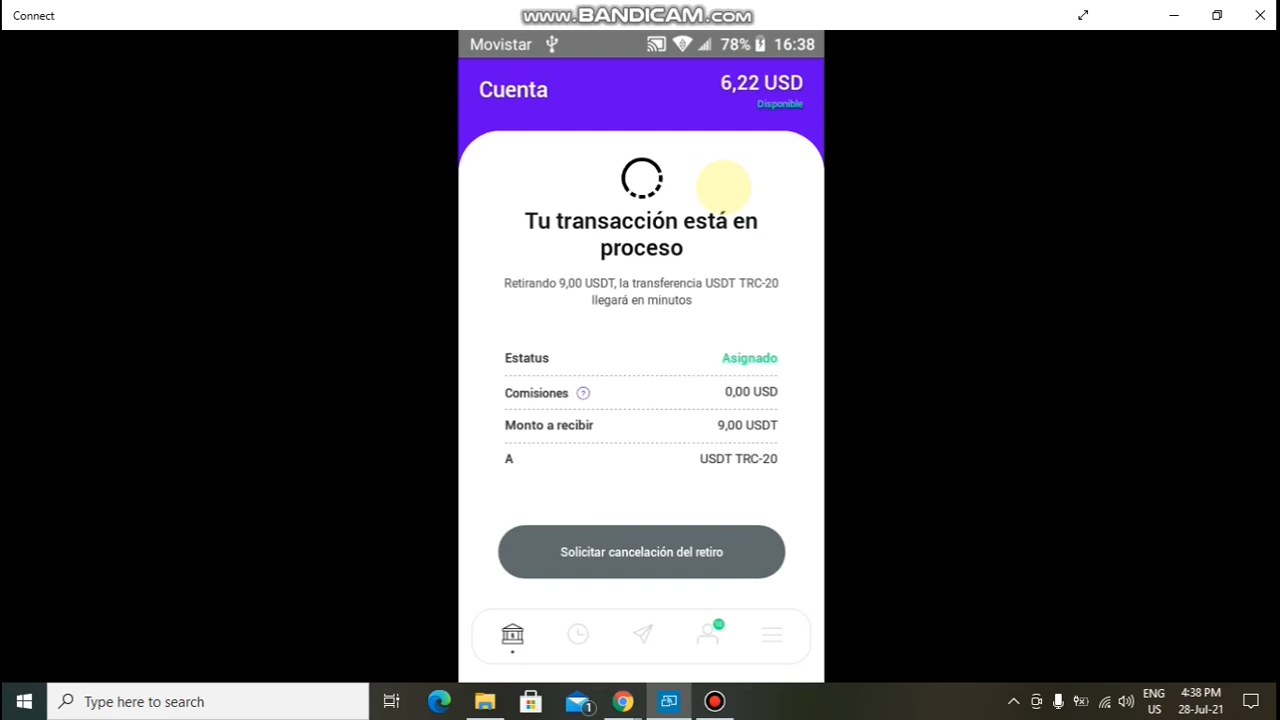 Connect
www.BANDICAM.com
Movistar 78% 16:38
Cuenta
6,22 USD
Disponible
Tu transacción está en
proceso
Retirando 9,00 USDT, la transferencia USDT TRC-20
llegará en minutos
Estatus Asignado
Comisiones ? 0,00 USD
Monto a recibir 9,00 USDT
A USDT TRC-20
Solicitar cancelación del retiro
Type here to search
1
ENG
US
4:38 PM
28-Jul-21